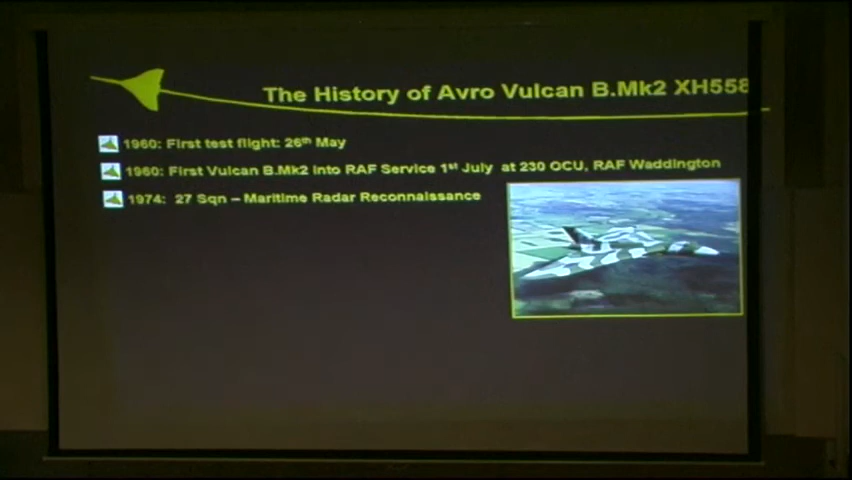 The History of Avro Vulcan B.Mk2 XH558
1960: First test flight: 26th May
1960: First Vulcan B.Mk2 into RAF Service 1st July at 230 OCU, RAF Waddington
1974: 27 Sqn – Maritime Radar Reconnaissance